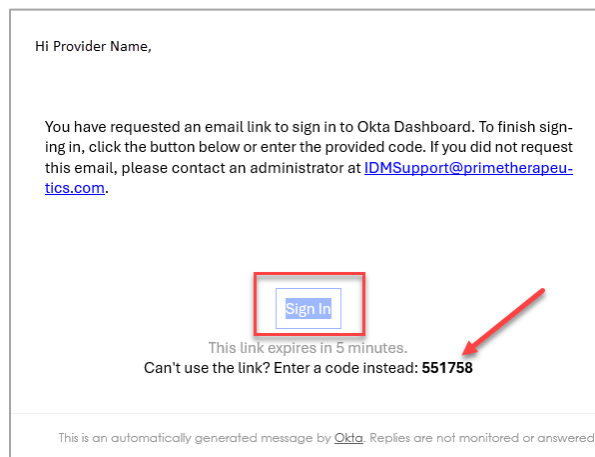 Hi Provider Name,
You have requested an email link to sign in to Okta Dashboard. To finish sign-
ing in, click the button below or enter the provided code. If you did not request
this email, please contact an administrator at IDMSupport@primetherapeu-
tics.com.
Sign In
This link expires in 5 minutes.
Can't use the link? Enter a code instead: 551758
This is an automatically generated message by Okta. Replies are not monitored or answered